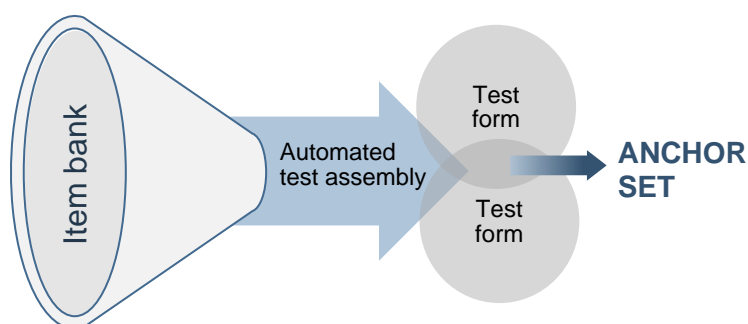 Item bank
Automated
test assembly
Test
form
Test
form
ANCHOR
SET